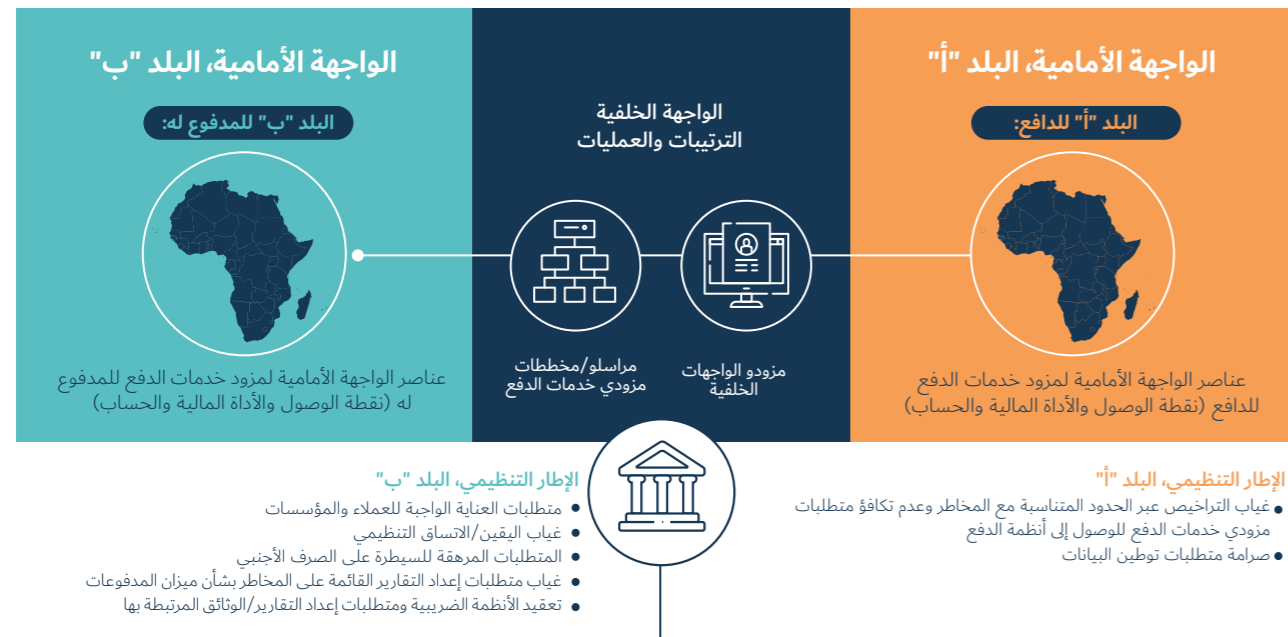 الواجهة الأمامية، البلد "أ"
البلد "أ" للدافع:
عناصر الواجهة الأمامية لمزود خدمات الدفع
للدافع (نقطة الوصول والأداة المالية والحساب)
الواجهة الخلفية
الترتيبات والعمليات
مزودو الواجهات
الخلفية
مراسلو/مخططات
مزودي خدمات الدفع
الواجهة الأمامية، البلد "ب"
البلد "ب" للمدفوع له:
عناصر الواجهة الأمامية لمزود خدمات الدفع للمدفوع
له (نقطة الوصول والأداة المالية والحساب)
الإطار التنظيمي، البلد "أ"
• غياب التراخيص عبر الحدود المتناسبة مع المخاطر وعدم تكافؤ متطلبات
مزودي خدمات الدفع للوصول إلى أنظمة الدفع
• صرامة متطلبات توطين البيانات
الإطار التنظيمي، البلد "ب"
• متطلبات العناية الواجبة للعملاء والمؤسسات
• غياب اليقين/الاتساق التنظيمي
• المتطلبات المرهقة للسيطرة على الصرف الأجنبي
• غياب متطلبات إعداد التقارير القائمة على المخاطر بشأن ميزان المدفوعات
• تعقيد الأنظمة الضريبية ومتطلبات إعداد التقارير/الوثائق المرتبطة بها